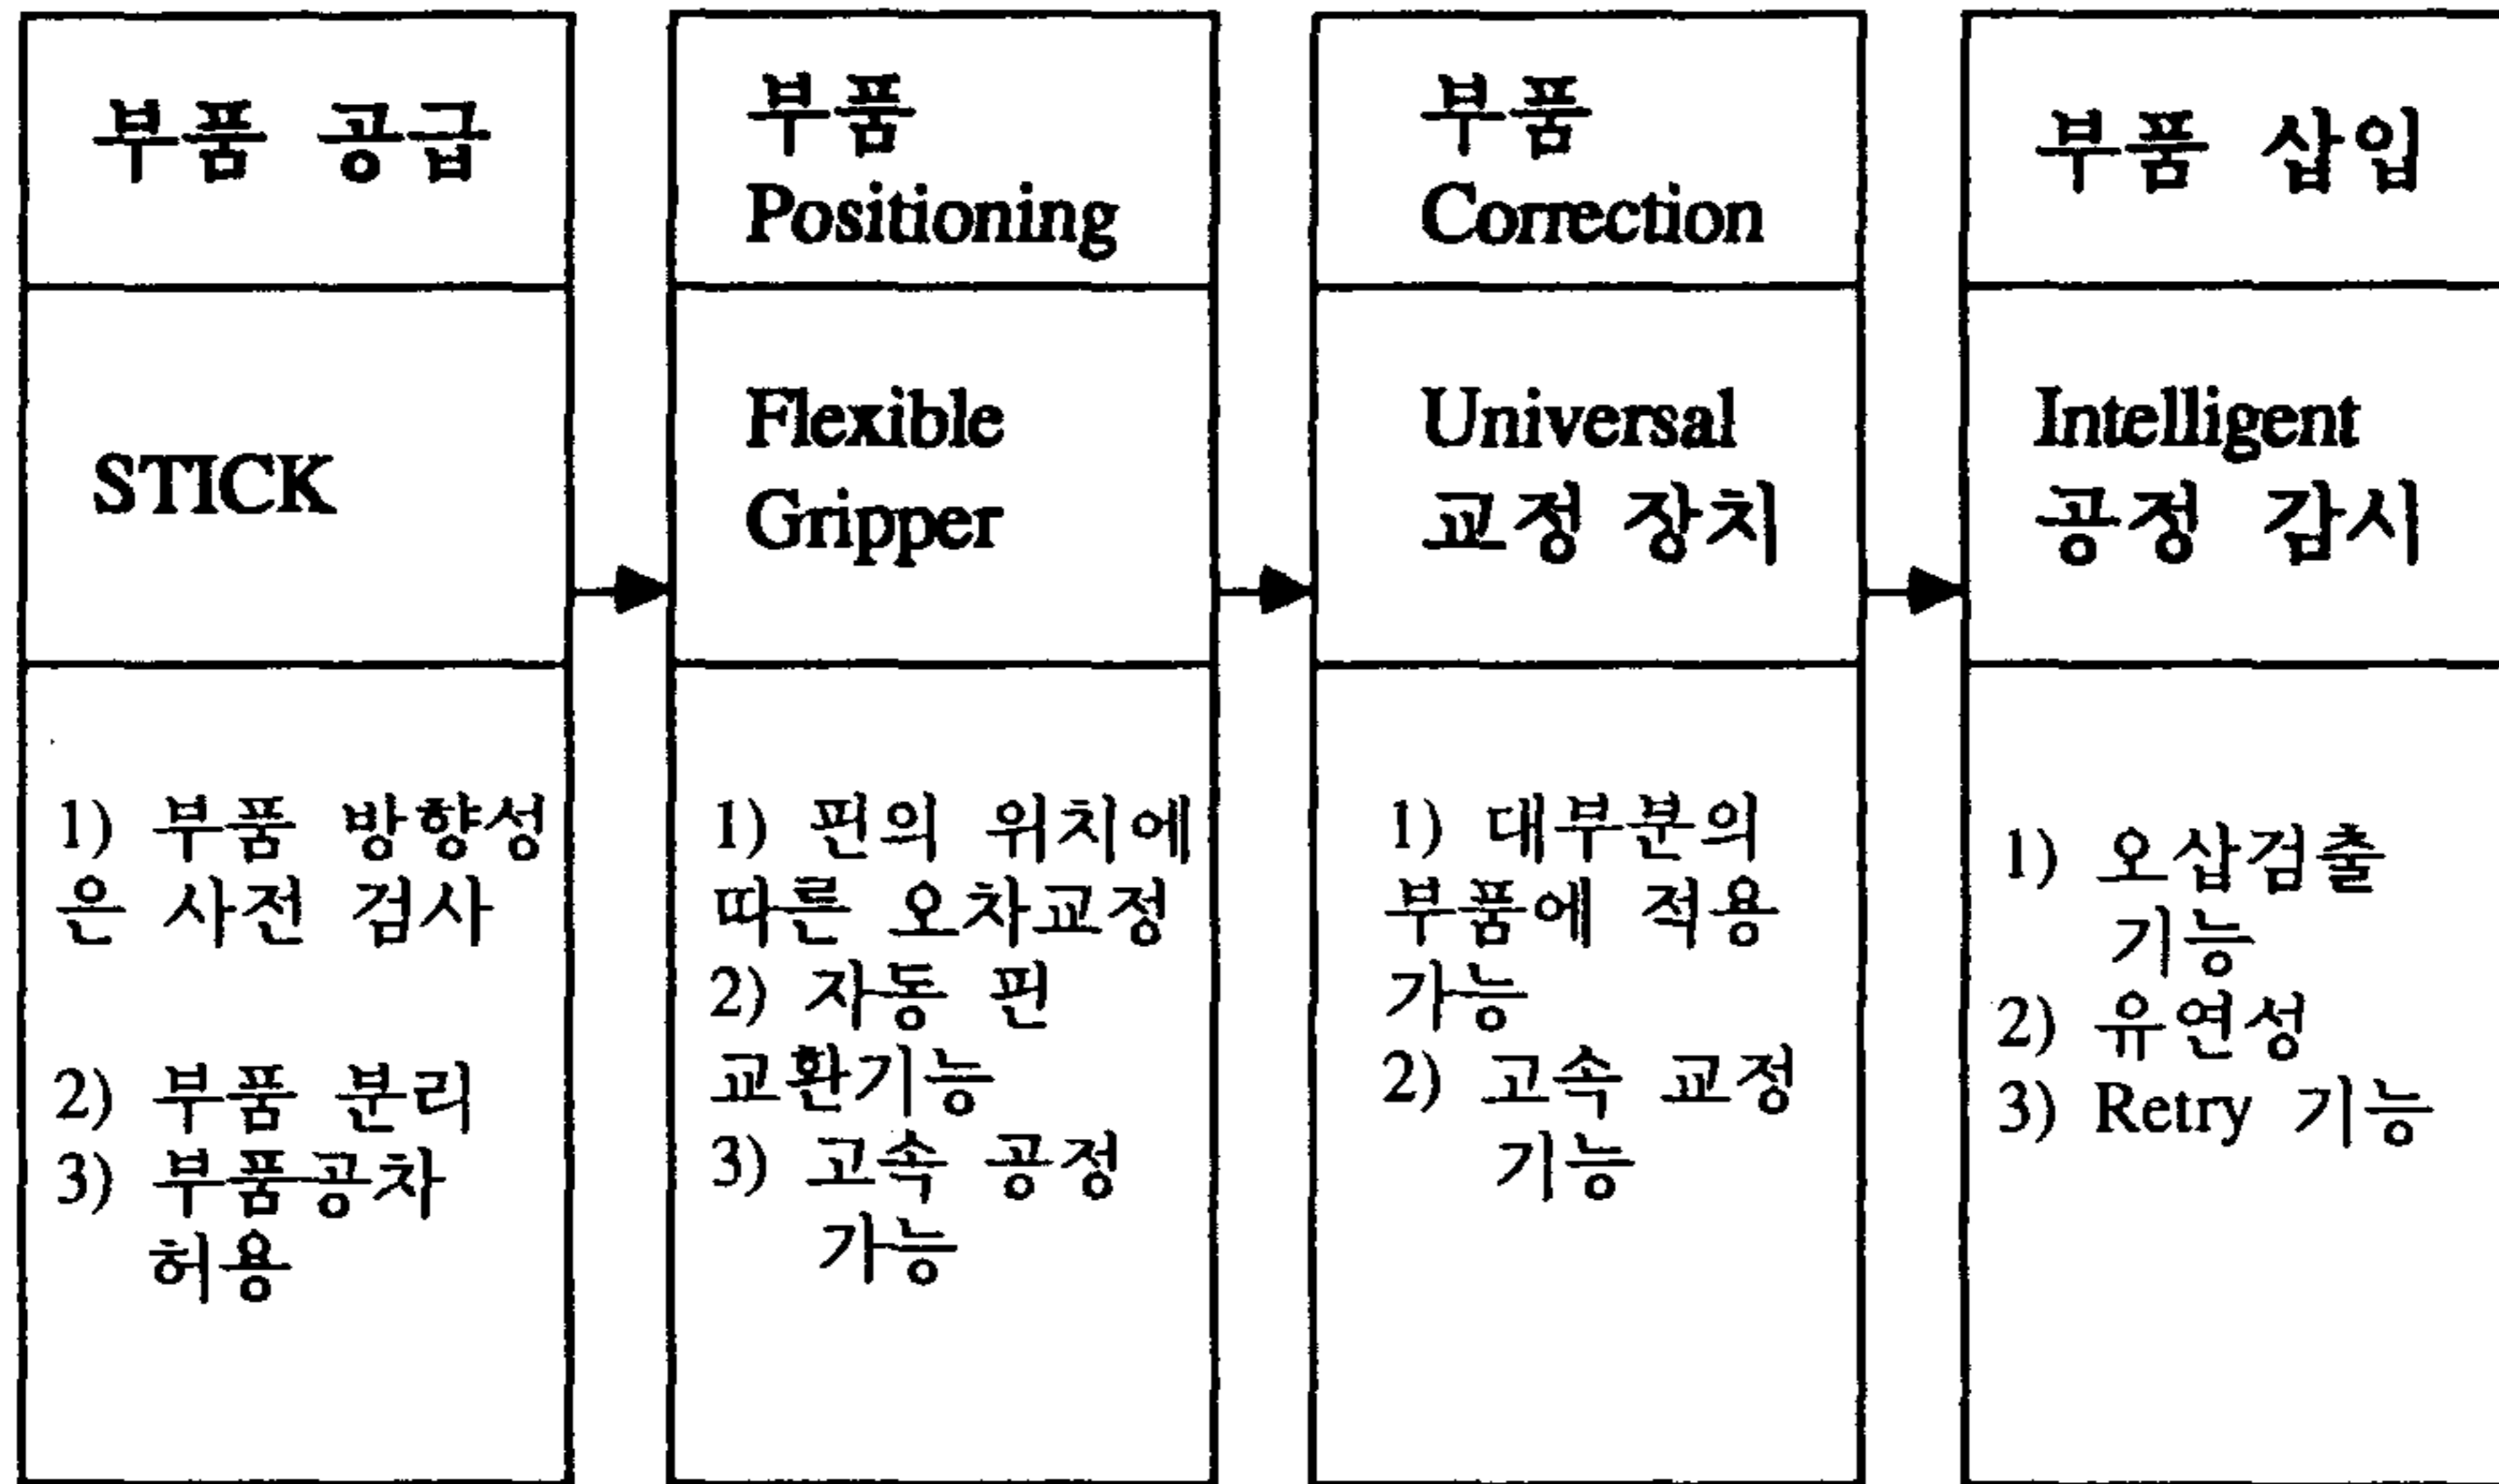 부품 공급
STICK
1) 부품 방향성
은 사전 검사
2) 부품 분리
3) 부품공차
허용
부품
Positioning
Flexible
Gripper
1) 핀의 위치에
따른 오차교정
2) 자동 핀
교환기능
3) 고속 공정
가능
부품
Correction
Universal
교정 장치
1) 대부분의
부품에 적용
가능
2) 고속 교정
기능
부품 삽입
Intelligent
공정 감시
1) 오삽검출
기능
2) 유연성
3) Retry 기능